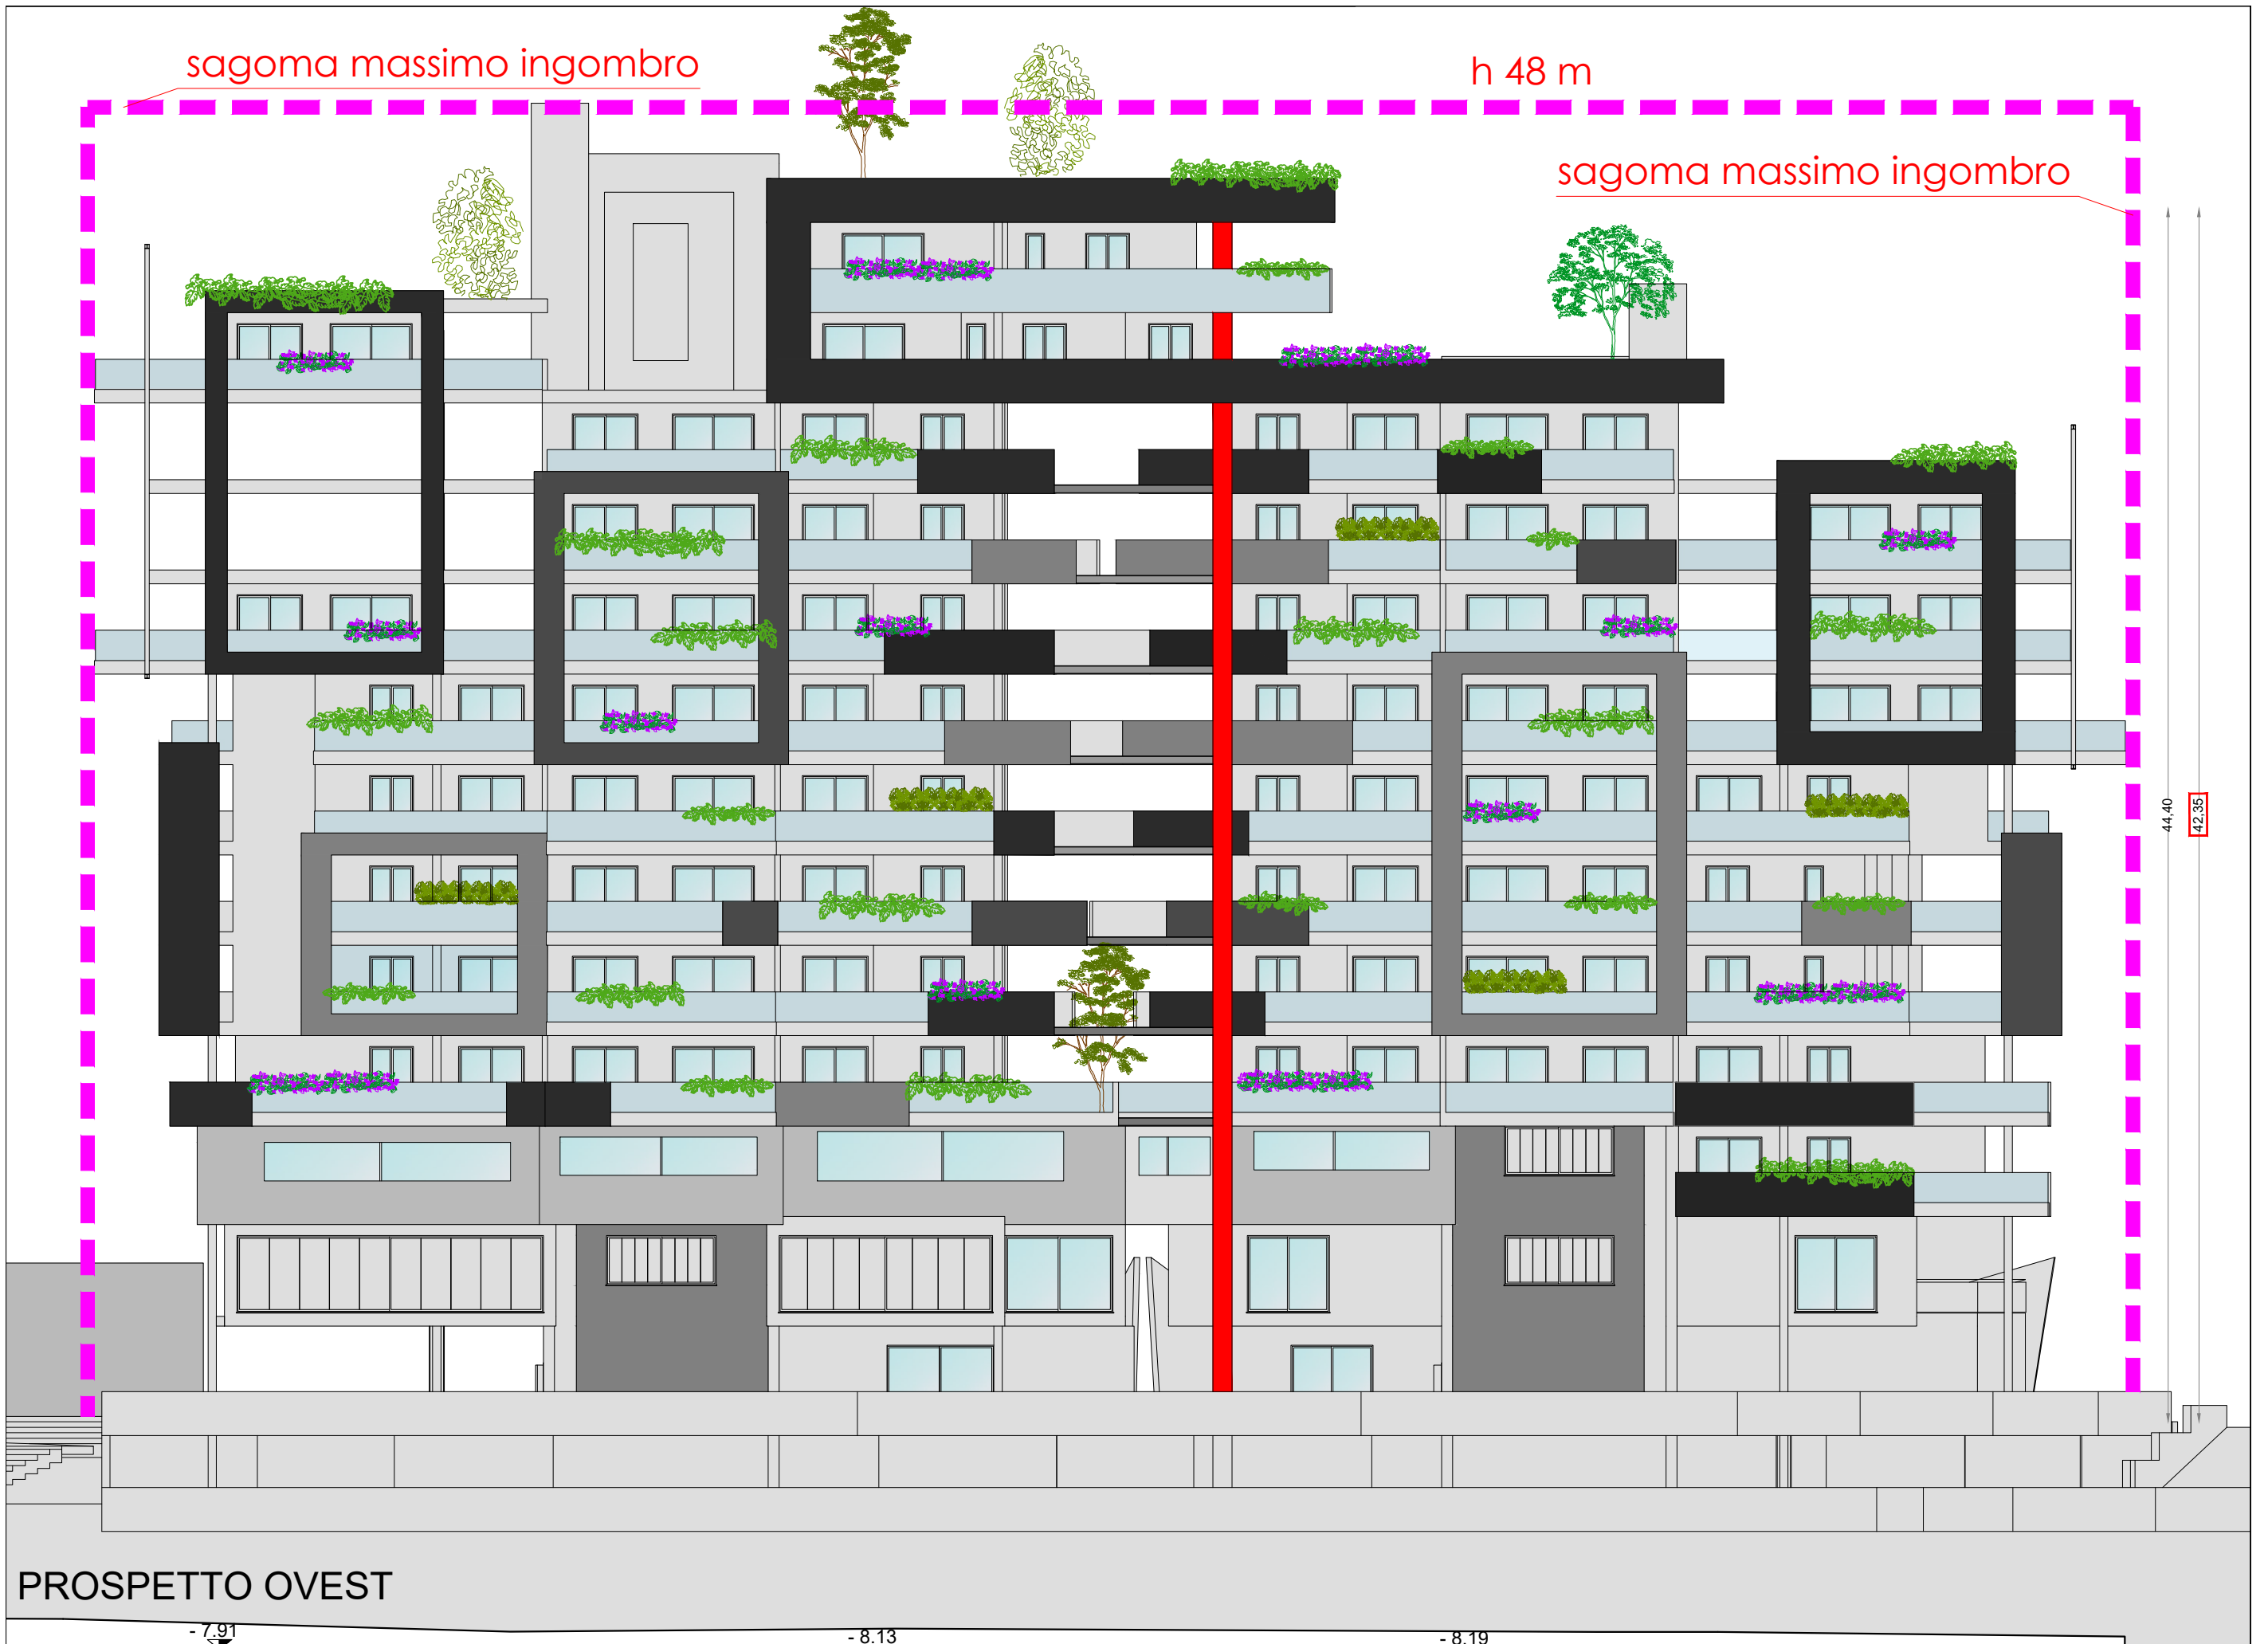 sagoma massimo ingombro
h 48 m
sagoma massimo ingombro
44,40
42,35
PROSPETTO OVEST
- 7.91
- 8.13
- 8.19